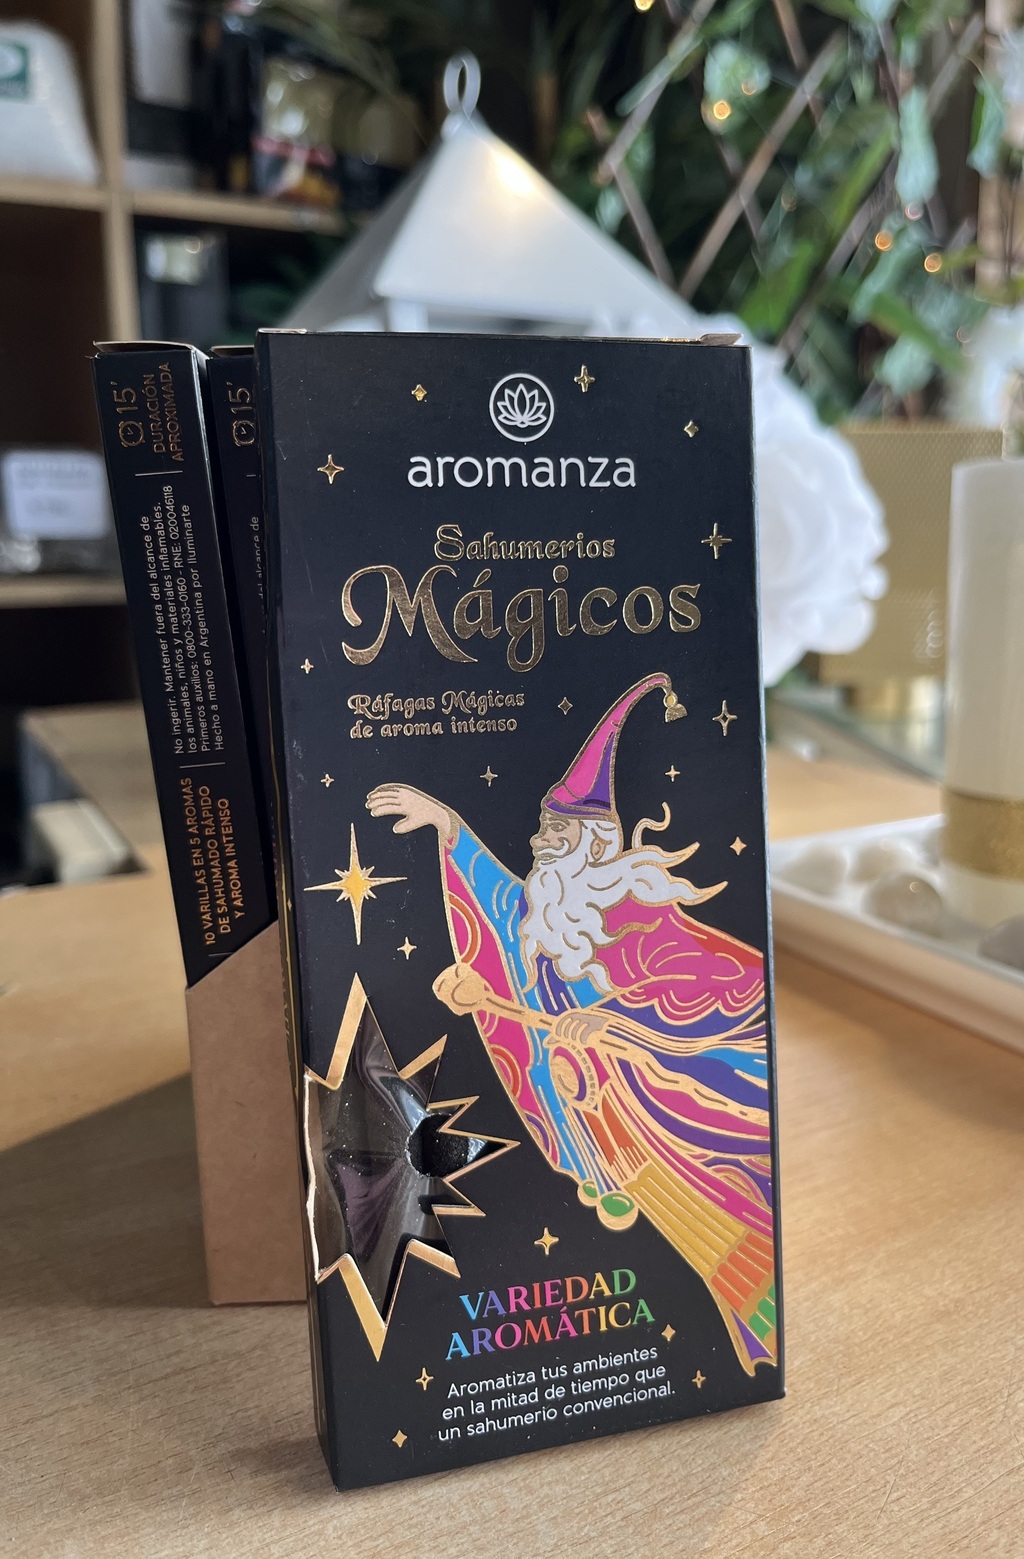 aromanza
Sahumerios
Mágicos
Ráfagas Mágicas
de aroma intenso
VARIEDAD
AROMÁTICA
Aromatiza tus ambientes
en la mitad de tiempo que
un sahumerio convencional.
15'
DURACIÓN
APROXIMADA
No ingerir. Mantener fuera del alcance de
los animales, niños y materiales inflamables.
Primeros auxilios: 0800-333-0160 - RNE: 020046118
Hecho a mano en Argentina por Iluminarte
10 VARILLAS EN 5 AROMAS
DE SAHUMADO RÁPIDO
Y AROMA INTENSO
15'
del alcance de